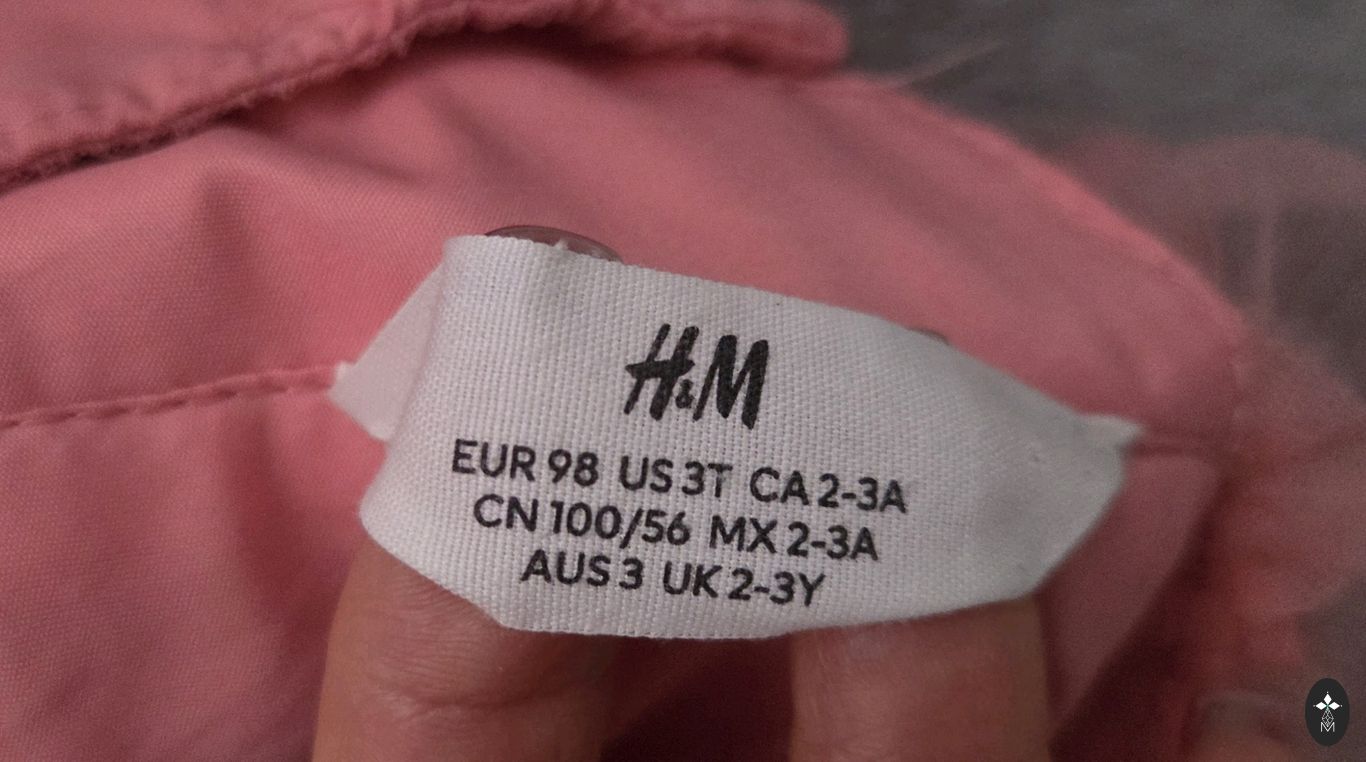 H&M
EUR 98 US 3T CA 2-3A
CN 100/56 MX 2-3A
AUS 3 UK 2-3Y
M